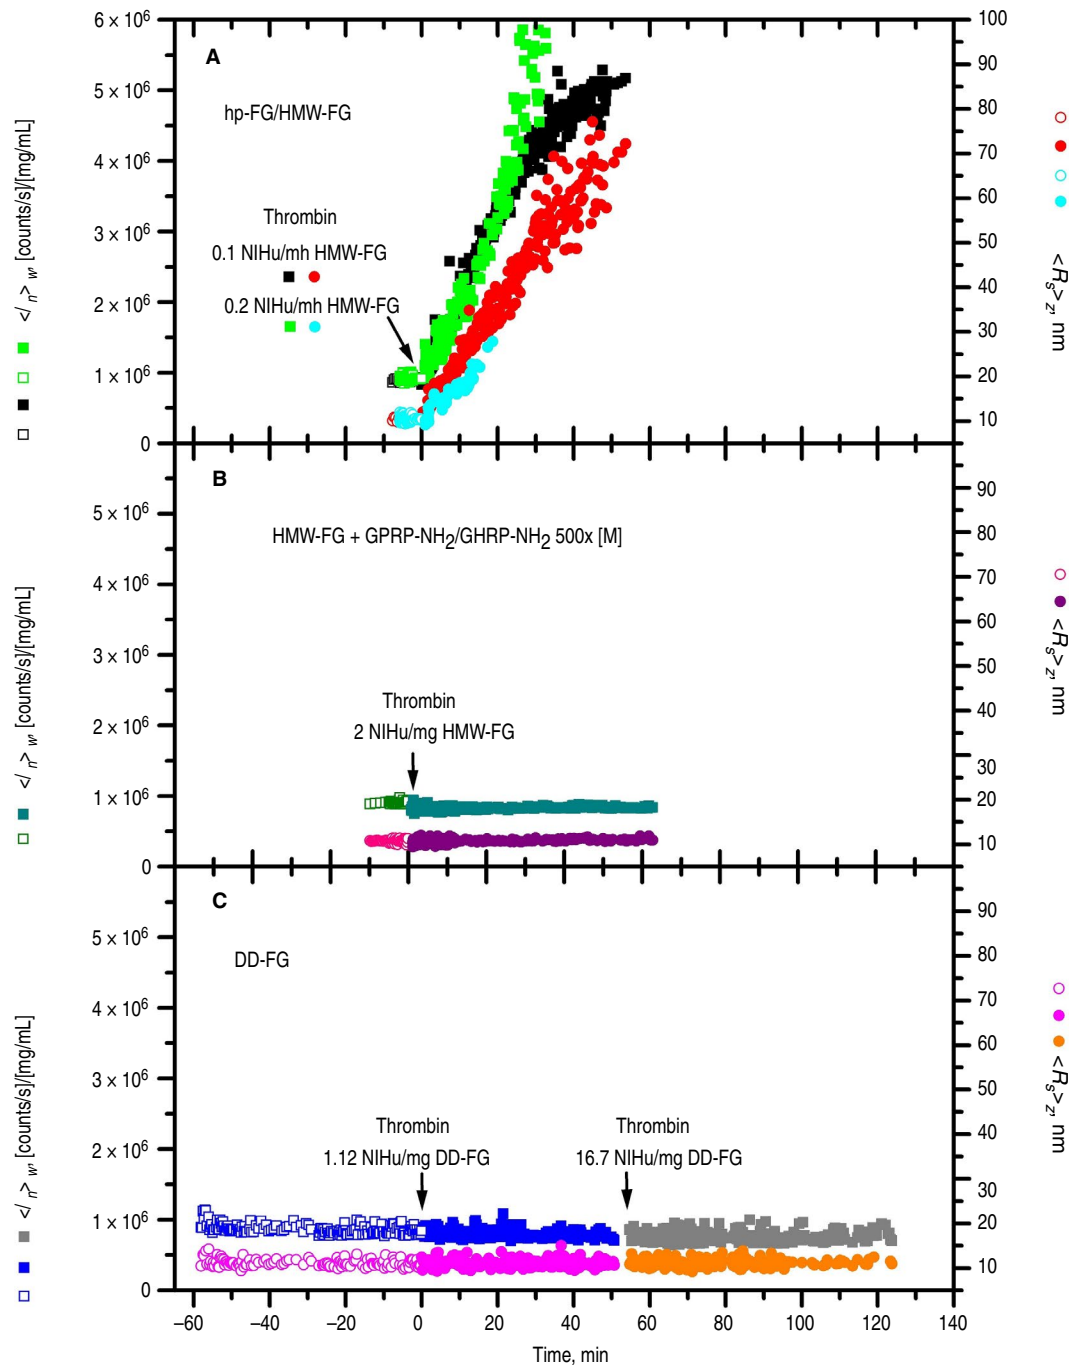 A
hp-FG/HMW-FG
Thrombin
0.1 NIHu/mh HMW-FG
0.2 NIHu/mh HMW-FG
6 × 10⁶
5 × 10⁶
4 × 10⁶
3 × 10⁶
2 × 10⁶
1 × 10⁶
0
100
90
80
70
60
50
40
30
20
10
</ n> w, [counts/s]/[mg/mL]
<Rs>z, nm
B
HMW-FG + GPRP-NH2/GHRP-NH2 500x [M]
Thrombin
2 NIHu/mg HMW-FG
5 × 10⁶
4 × 10⁶
3 × 10⁶
2 × 10⁶
1 × 10⁶
0
90
80
70
60
50
40
30
20
10
</ n> w, [counts/s]/[mg/mL]
<Rs>z, nm
C
DD-FG
Thrombin
1.12 NIHu/mg DD-FG
Thrombin
16.7 NIHu/mg DD-FG
5 × 10⁶
4 × 10⁶
3 × 10⁶
2 × 10⁶
1 × 10⁶
0
90
80
70
60
50
40
30
20
10
</ n> w, [counts/s]/[mg/mL]
<Rs>z, nm
–60 –40 –20 0 20 40 60 80 100 120 140
Time, min